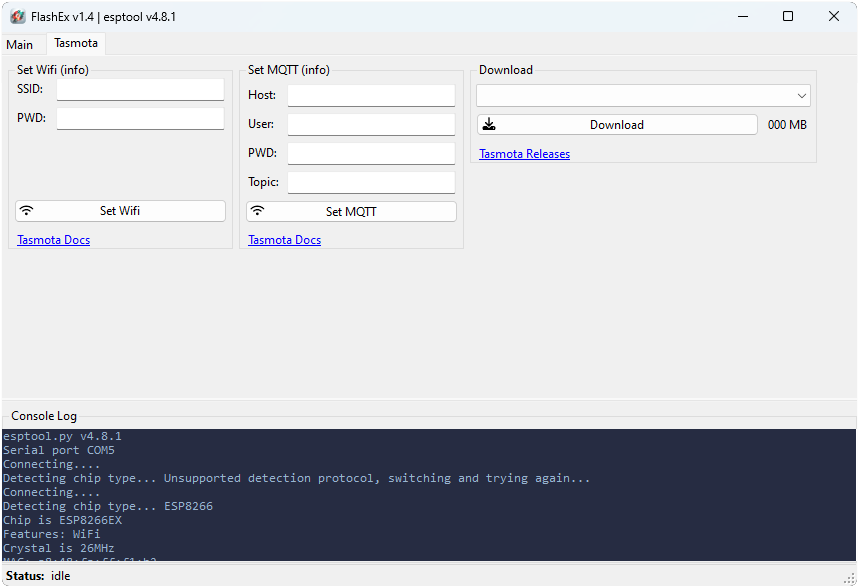 FlashEx v1.4 | esptool v4.8.1
Main
Tasmota
Set Wifi (info)
SSID:
PWD:
Set Wifi
Tasmota Docs
Set MQTT (info)
Host:
User:
PWD:
Topic:
Set MQTT
Tasmota Docs
Download
Download
000 MB
Tasmota Releases
Console Log
esptool.py v4.8.1
Serial port COM5
Connecting....
Detecting chip type... Unsupported detection protocol, switching and trying again...
Connecting....
Detecting chip type... ESP8266
Chip is ESP8266EX
Features: WiFi
Crystal is 26MHz
Status: idle